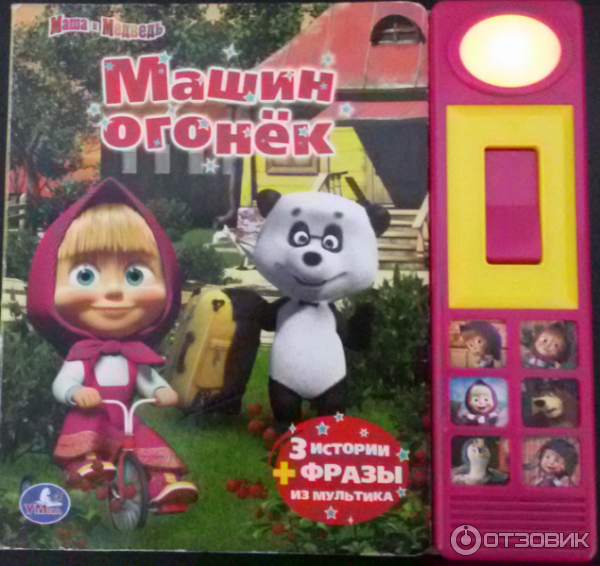 Маша и Медведь
Машин
огонёк
3 ИСТОРИИ
+ ФРАЗЫ
ИЗ МУЛЬТИКА
УМка
ОТЗОВИК